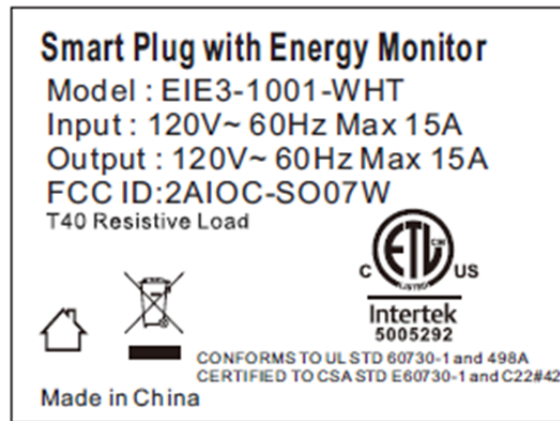 Smart Plug with Energy Monitor
Model : EIE3-1001-WHT
Input : 120V~ 60Hz Max 15A
Output : 120V~ 60Hz Max 15A
FCC ID:2AIOC-SO07W
T40 Resistive Load
ETL CM
C US
LISTED
Intertek
5005292
CONFORMS TO UL STD 60730-1 and 498A
CERTIFIED TO CSA STD E60730-1 and C22#42
Made in China